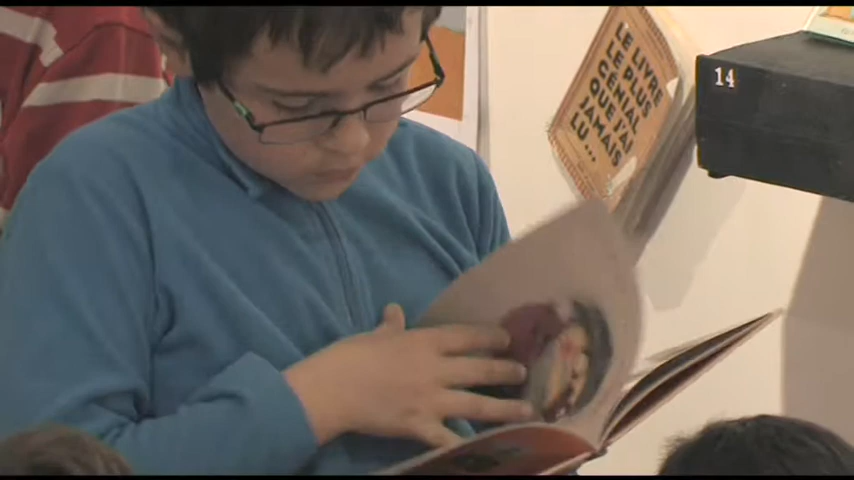 LE LIVRE
LE PLUS
GÉNIAL
QUE J'AI
JAMAIS
LU...
14